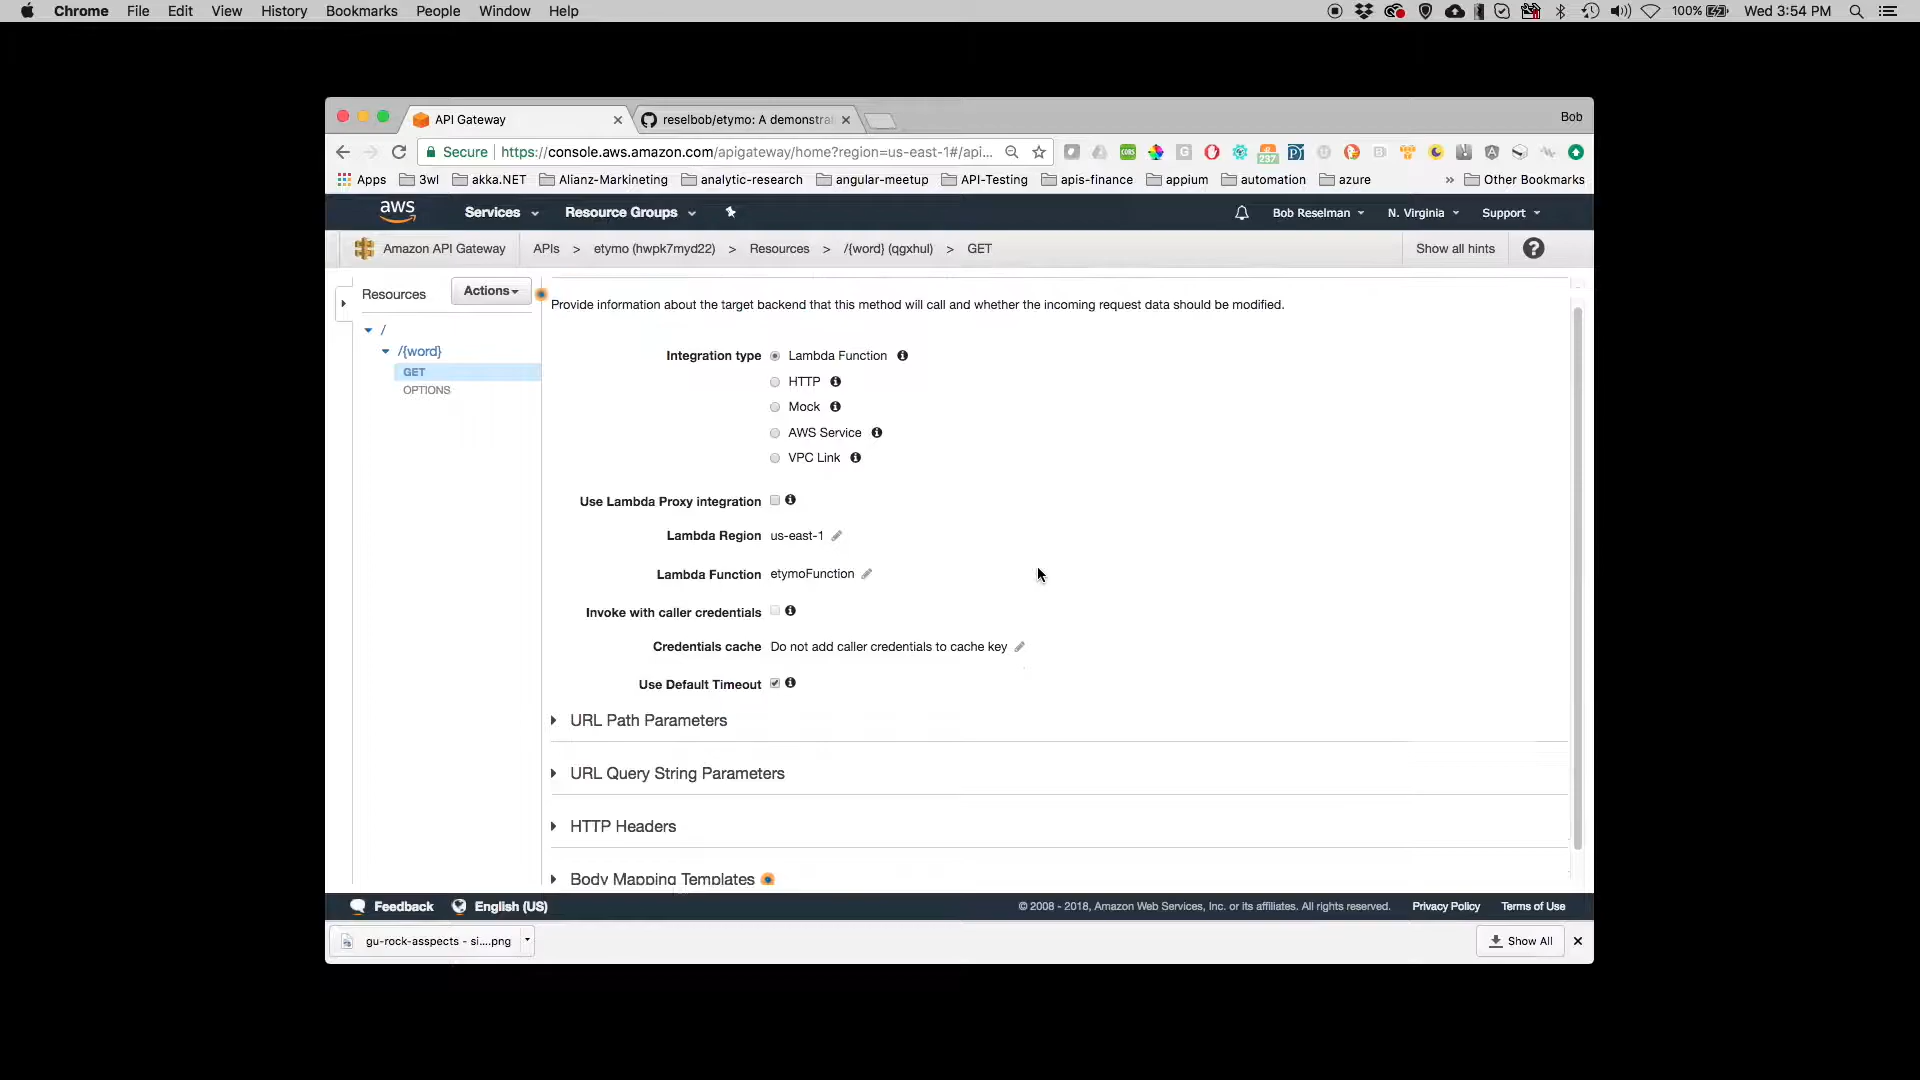 Chrome File Edit View History Bookmarks People Window Help 100% Wed 3:54 PM
API Gateway reselbob/etymo: A demonstrat Bob
Secure https://console.aws.amazon.com/apigateway/home?region=us-east-1#/api... 237
Apps 3wl akka.NET Alianz-Markineting analytic-research angular-meetup API-Testing apis-finance appium automation azure » Other Bookmarks
aws Services Resource Groups Bob Reselman N. Virginia Support
Amazon API Gateway APIs > etymo (hwpk7myd22) > Resources > /{word} (qgxhul) > GET Show all hints ?
Resources Actions
Provide information about the target backend that this method will call and whether the incoming request data should be modified.
/
/{word}
GET
OPTIONS
Integration type Lambda Function
HTTP
Mock
AWS Service
VPC Link
Use Lambda Proxy integration
Lambda Region us-east-1
Lambda Function etymoFunction
Invoke with caller credentials
Credentials cache Do not add caller credentials to cache key
Use Default Timeout
URL Path Parameters
URL Query String Parameters
HTTP Headers
Body Mapping Templates
Feedback English (US) © 2008 - 2018, Amazon Web Services, Inc. or its affiliates. All rights reserved. Privacy Policy Terms of Use
gu-rock-asspects - si....png Show All